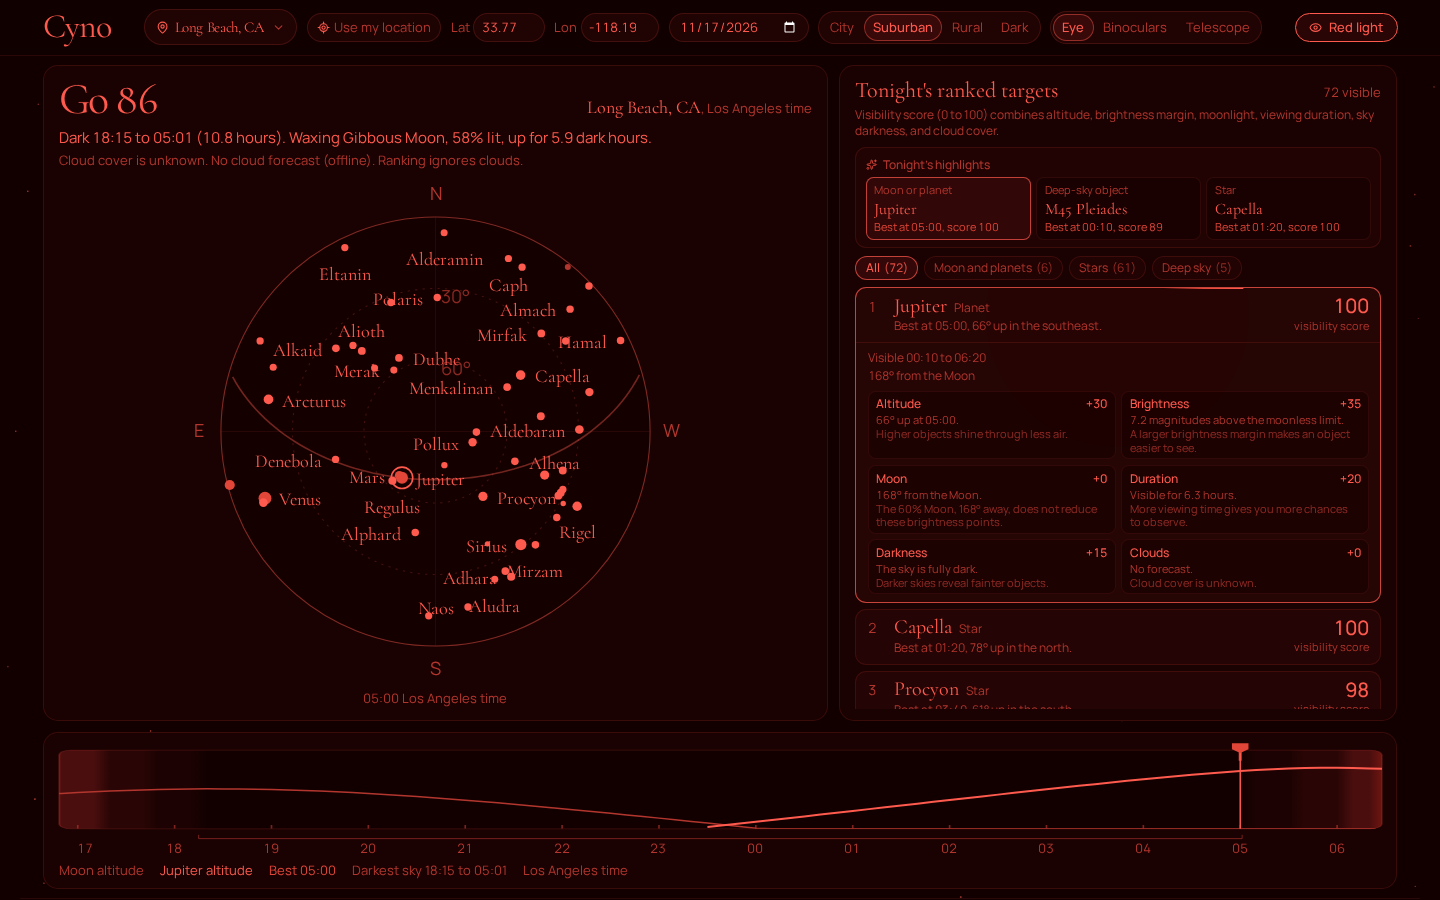 Cyno
Long Beach, CA
Use my location
Lat 33.77
Lon -118.19
11/17/2026
City Suburban Rural Dark
Eye Binoculars Telescope
Red light
Go 86
Long Beach, CA, Los Angeles time
Dark 18:15 to 05:01 (10.8 hours). Waxing Gibbous Moon, 58% lit, up for 5.9 dark hours.
Cloud cover is unknown. No cloud forecast (offline). Ranking ignores clouds.
N
Alderamin
Eltanin
Caph
Polaris
30°
Almach
Alioth
Mirfak
Hamal
Alkaid
Dubhe
Merak
60°
Capella
Menkalinan
Arcturus
E
Aldebaran
W
Pollux
Denebola
Alhena
Mars
Jupiter
Venus
Procyon
Regulus
Alphard
Rigel
Sirius
Adhara
Mirzam
Naos
Aludra
S
05:00 Los Angeles time
Tonight's ranked targets
72 visible
Visibility score (0 to 100) combines altitude, brightness margin, moonlight, viewing duration, sky
darkness, and cloud cover.
Tonight's highlights
Moon or planet
Jupiter
Best at 05:00, score 100
Deep-sky object
M45 Pleiades
Best at 00:10, score 89
Star
Capella
Best at 01:20, score 100
All (72)
Moon and planets (6)
Stars (61)
Deep sky (5)
1 Jupiter Planet 100
Best at 05:00, 66° up in the southeast. visibility score
Visible 00:10 to 06:20
168° from the Moon
Altitude +30
66° up at 05:00.
Higher objects shine through less air.
Brightness +35
7.2 magnitudes above the moonless limit.
A larger brightness margin makes an object
easier to see.
Moon +0
168° from the Moon.
The 60% Moon, 168° away, does not reduce
these brightness points.
Duration +20
Visible for 6.3 hours.
More viewing time gives you more chances
to observe.
Darkness +15
The sky is fully dark.
Darker skies reveal fainter objects.
Clouds +0
No forecast.
Cloud cover is unknown.
2 Capella Star 100
Best at 01:20, 78° up in the north. visibility score
3 Procyon Star 98
Best at 03:40, 61° up in the south. visibility score
17 18 19 20 21 22 23 00 01 02 03 04 05 06
Moon altitude Jupiter altitude Best 05:00 Darkest sky 18:15 to 05:01 Los Angeles time